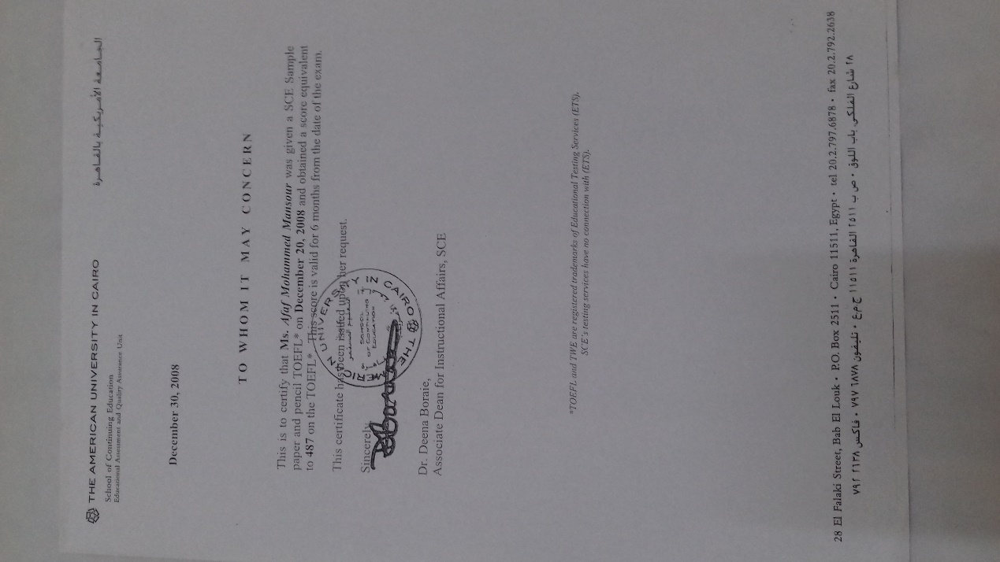 THE AMERICAN UNIVERSITY IN CAIRO
الجامعة الأمريكية بالقاهرة
School of Continuing Education
Educational Assessment and Quality Assurance Unit
December 30, 2008
TO WHOM IT MAY CONCERN
This is to certify that Ms. Afaf Mohammed Mansour was given a SCE Sample
paper and pencil TOEFL* on December 20, 2008 and obtained a score equivalent
to 487 on the TOEFL*. This score is valid for 6 months from the date of the exam.
This certificate has been issued upon her request.
UNIVERSITY IN CAIRO
THE
SCHOOL
OF CONTINUING
EDUCATION
Sincerely,
Dr. Deena Boraie,
Associate Dean for Instructional Affairs, SCE
*TOEFL and TWE are registered trademarks of Educational Testing Services (ETS).
SCE's testing services have no connection with (ETS).
28 El Falaki Street, Bab El Louk • P.O. Box 2511 • Cairo 11511, Egypt • tel 20.2.797.6878 • fax 20.2.792.2638
٢٨ شارع الفلكي باب اللوق • ص ب ٢٥١١ القاهرة ١١٥١١ ج.م.ع • تليفون ٧٩٧ ٦٨٧٨ • فاكس